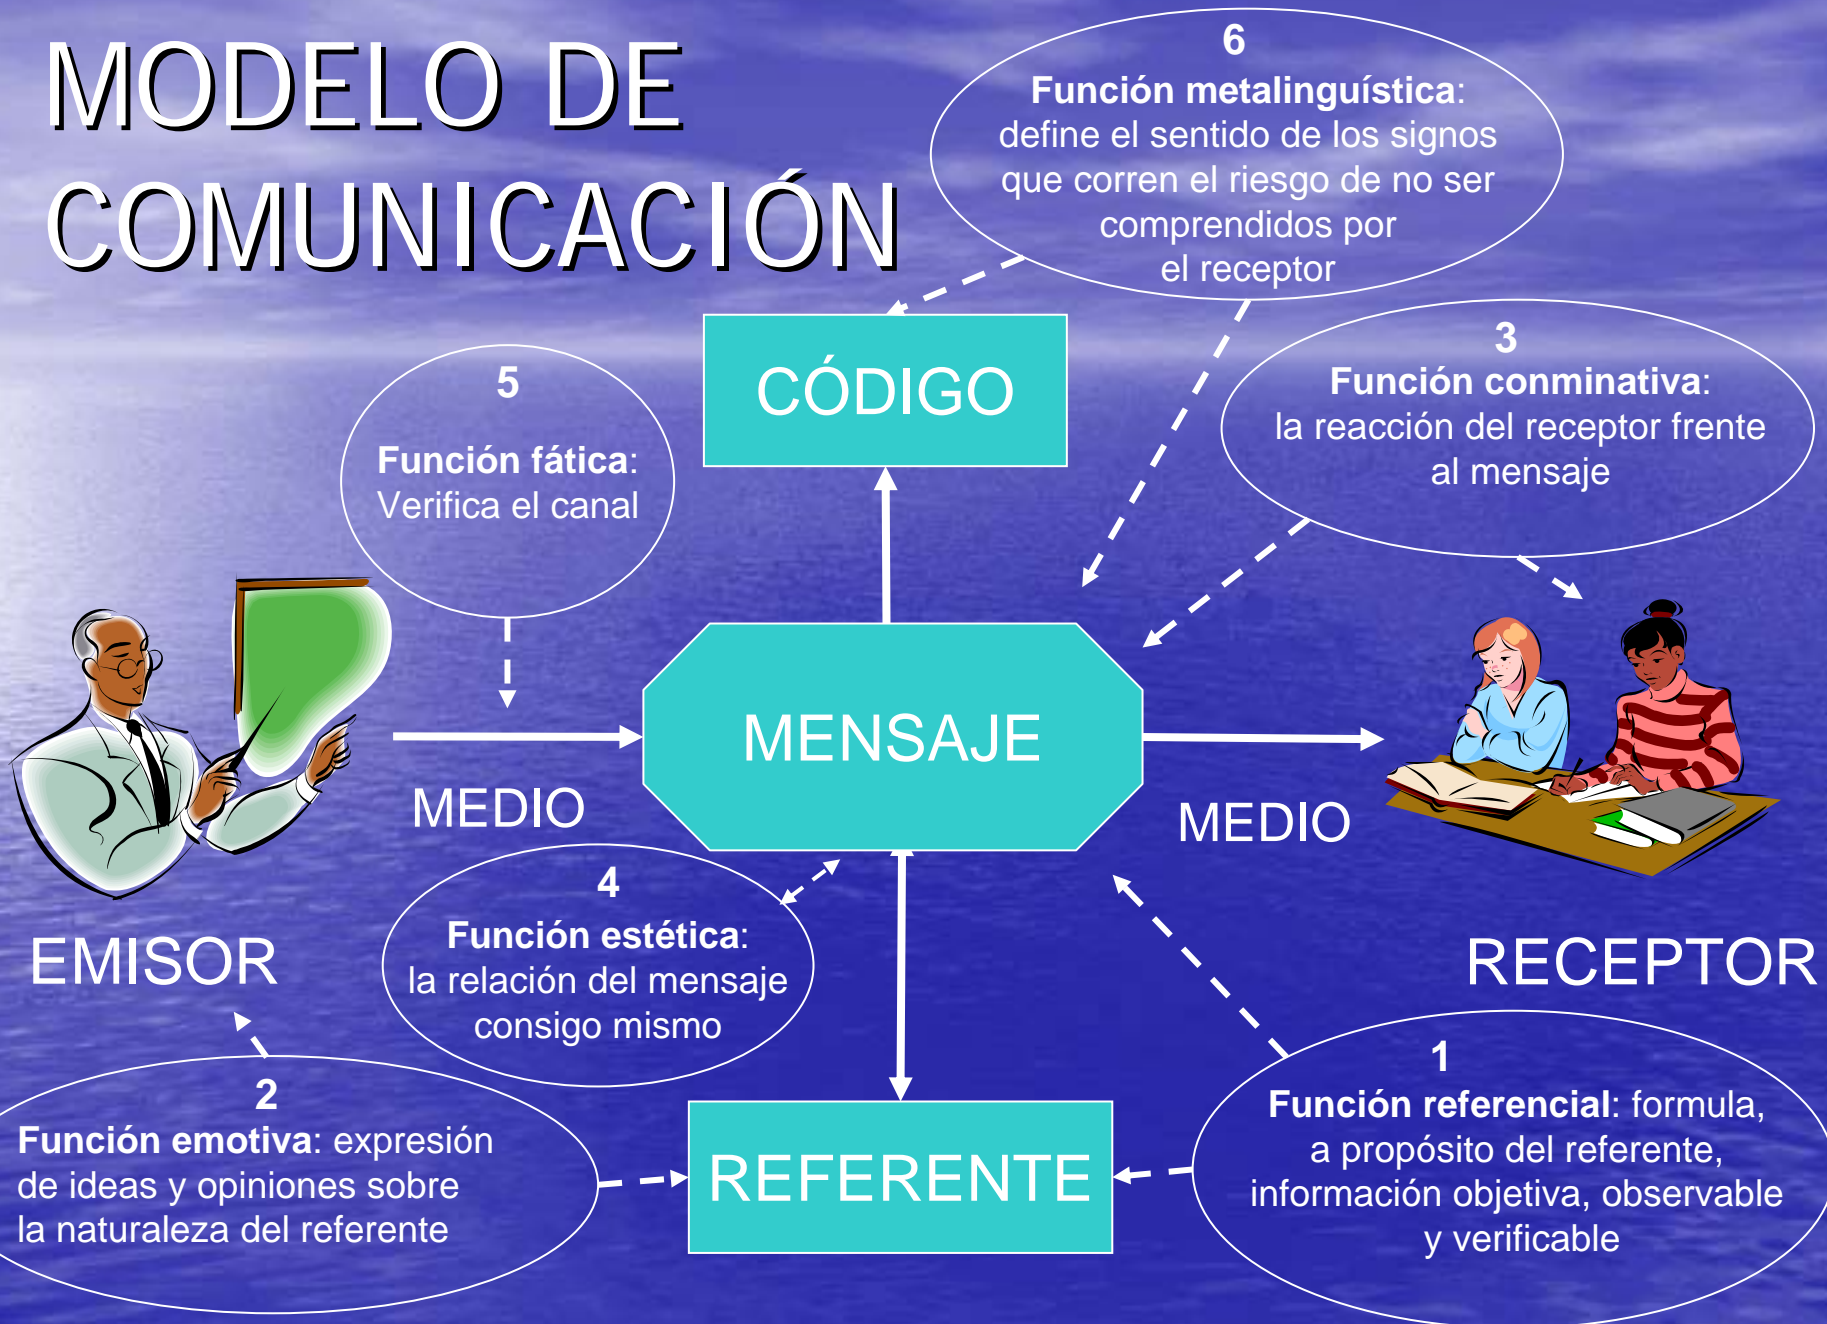 MODELO DE
COMUNICACIÓN
6
Función metalinguística:
define el sentido de los signos
que corren el riesgo de no ser
comprendidos por
el receptor
CÓDIGO
3
Función conminativa:
la reacción del receptor frente
al mensaje
5
Función fática:
Verifica el canal
MENSAJE
MEDIO
MEDIO
EMISOR
RECEPTOR
4
Función estética:
la relación del mensaje
consigo mismo
2
Función emotiva: expresión
de ideas y opiniones sobre
la naturaleza del referente
REFERENTE
1
Función referencial: formula,
a propósito del referente,
información objetiva, observable
y verificable